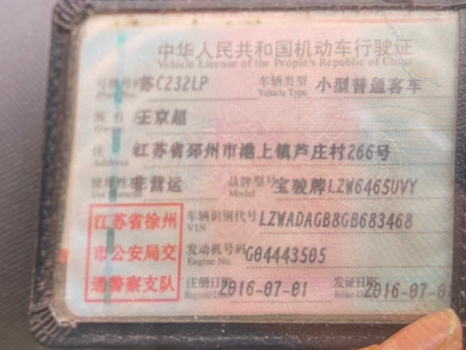 中华人民共和国机动车行驶证
Vehicle License of the People's Republic of China
号牌号码 苏C232LP 车辆类型 小型普通客车
Vehicle Type
所有 王京超
住 江苏省邳州市港上镇芦庄村266号
Address
使用性 非营运 品牌型号 宝骏牌LZW6465UVY
Model
江苏省徐州 车辆识别代号 LZWADAGB8GB683468
VIN
市公安局交 发动机号码 G04443505
Engine No.
通警察支队 注册日期 2016-07-01 发证日期 2016-07-01
Issue Date